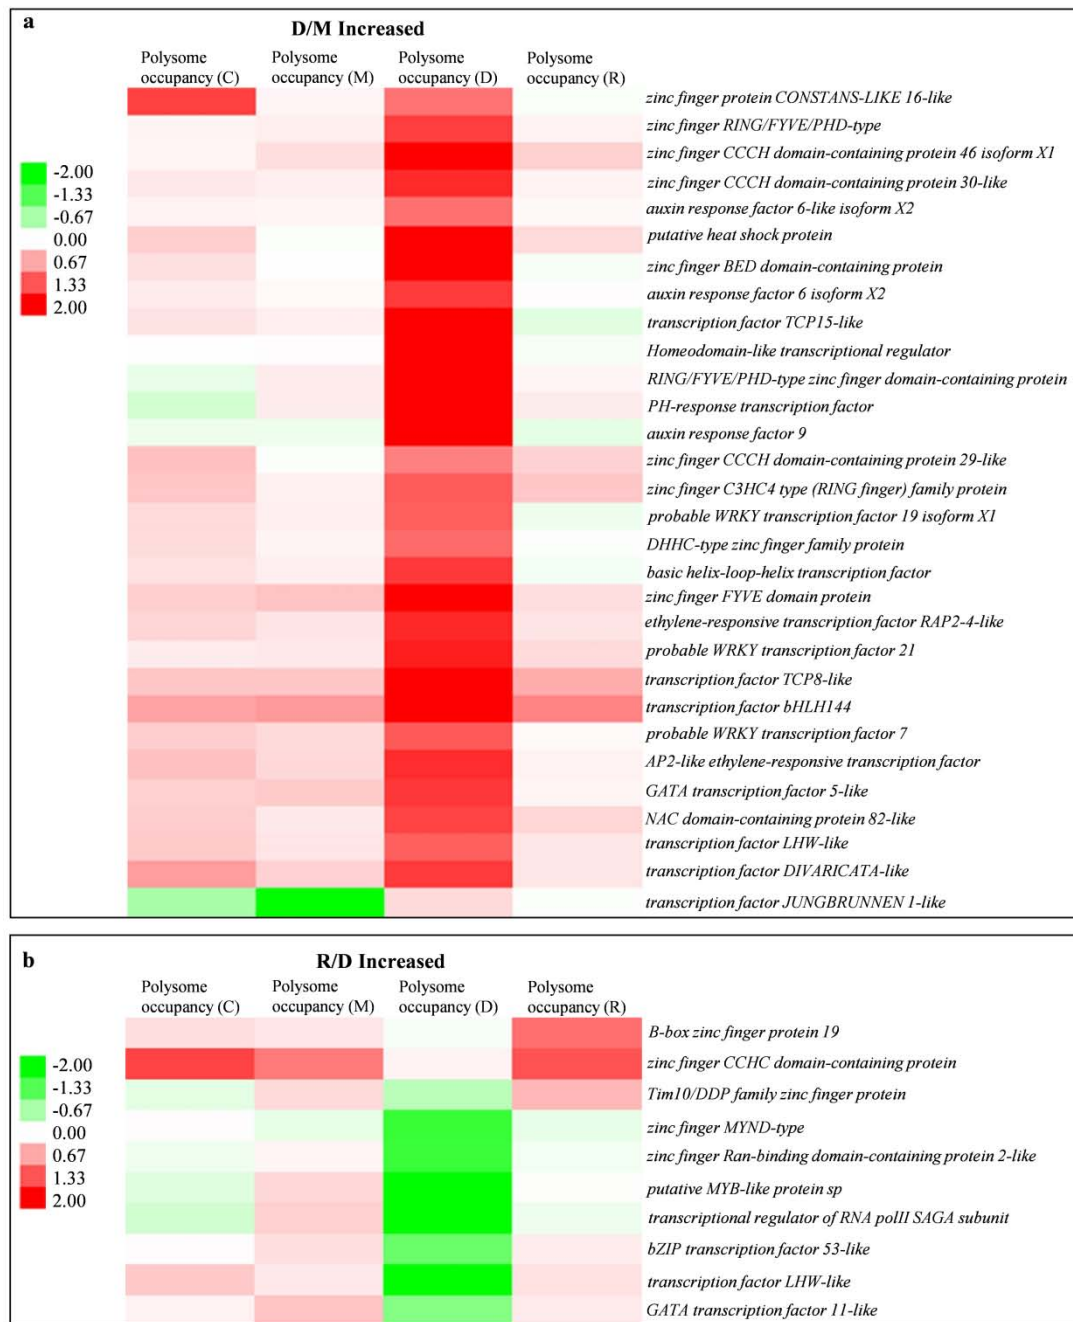 a
D/M Increased
Polysome occupancy (C)
Polysome occupancy (M)
Polysome occupancy (D)
Polysome occupancy (R)
-2.00
-1.33
-0.67
0.00
0.67
1.33
2.00
zinc finger protein CONSTANS-LIKE 16-like
zinc finger RING/FYVE/PHD-type
zinc finger CCCH domain-containing protein 46 isoform X1
zinc finger CCCH domain-containing protein 30-like
auxin response factor 6-like isoform X2
putative heat shock protein
zinc finger BED domain-containing protein
auxin response factor 6 isoform X2
transcription factor TCP15-like
Homeodomain-like transcriptional regulator
RING/FYVE/PHD-type zinc finger domain-containing protein
PH-response transcription factor
auxin response factor 9
zinc finger CCCH domain-containing protein 29-like
zinc finger C3HC4 type (RING finger) family protein
probable WRKY transcription factor 19 isoform X1
DHHC-type zinc finger family protein
basic helix-loop-helix transcription factor
zinc finger FYVE domain protein
ethylene-responsive transcription factor RAP2-4-like
probable WRKY transcription factor 21
transcription factor TCP8-like
transcription factor bHLH144
probable WRKY transcription factor 7
AP2-like ethylene-responsive transcription factor
GATA transcription factor 5-like
NAC domain-containing protein 82-like
transcription factor LHW-like
transcription factor DIVARICATA-like
transcription factor JUNGBRUNNEN 1-like
b
R/D Increased
Polysome occupancy (C)
Polysome occupancy (M)
Polysome occupancy (D)
Polysome occupancy (R)
-2.00
-1.33
-0.67
0.00
0.67
1.33
2.00
B-box zinc finger protein 19
zinc finger CCHC domain-containing protein
Tim10/DDP family zinc finger protein
zinc finger MYND-type
zinc finger Ran-binding domain-containing protein 2-like
putative MYB-like protein sp
transcriptional regulator of RNA polII SAGA subunit
bZIP transcription factor 53-like
transcription factor LHW-like
GATA transcription factor 11-like